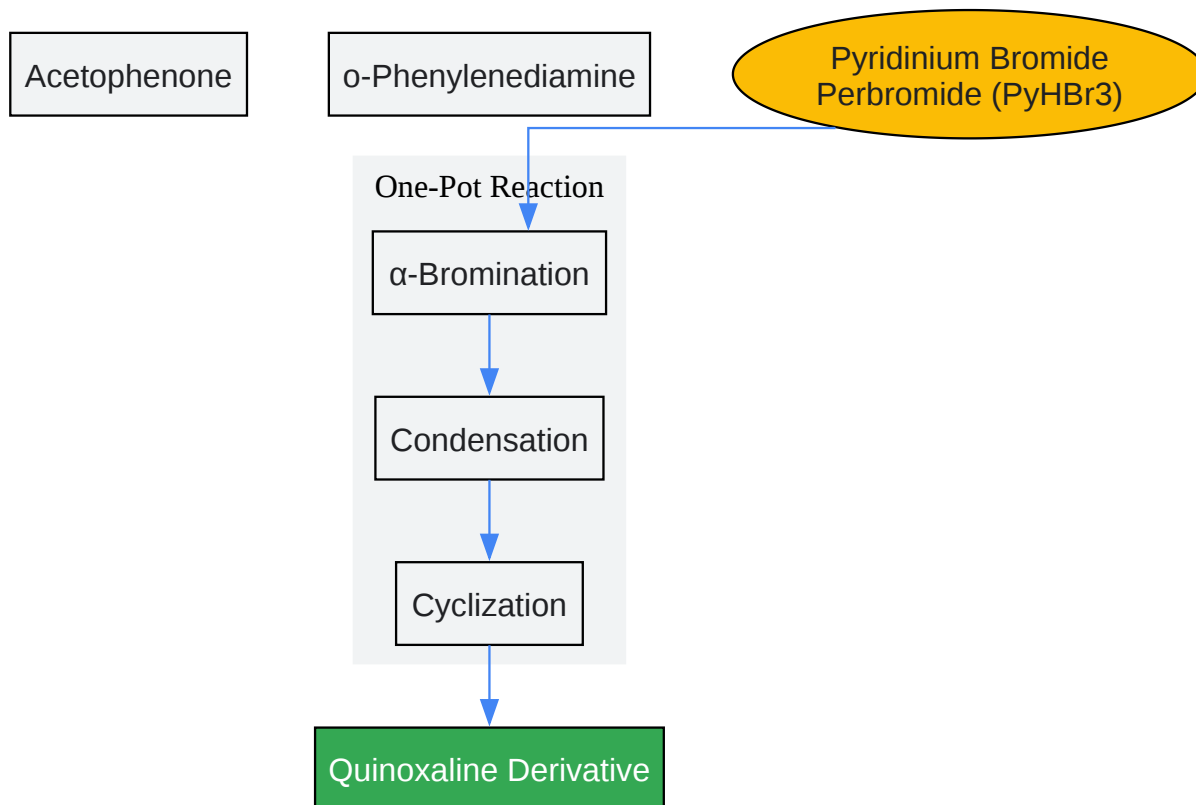 Acetophenone
o-Phenylenediamine
Pyridinium Bromide
Perbromide (PyHBr3)
One-Pot Reaction
α-Bromination
Condensation
Cyclization
Quinoxaline Derivative